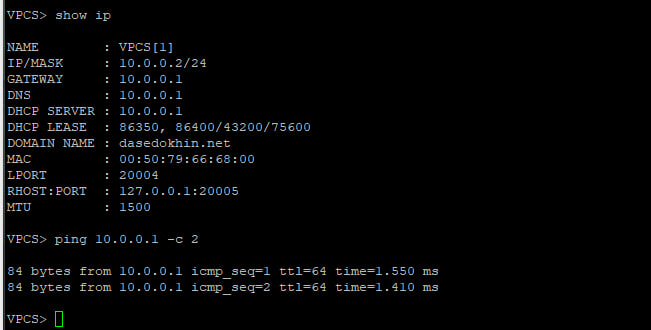 VPCS> show ip
NAME        : VPCS[1]
IP/MASK     : 10.0.0.2/24
GATEWAY     : 10.0.0.1
DNS         : 10.0.0.1
DHCP SERVER : 10.0.0.1
DHCP LEASE  : 86350, 86400/43200/75600
DOMAIN NAME : dasedokhin.net
MAC         : 00:50:79:66:68:00
LPORT       : 20004
RHOST:PORT  : 127.0.0.1:20005
MTU         : 1500
VPCS> ping 10.0.0.1 -c 2
84 bytes from 10.0.0.1 icmp_seq=1 ttl=64 time=1.550 ms
84 bytes from 10.0.0.1 icmp_seq=2 ttl=64 time=1.410 ms
VPCS>